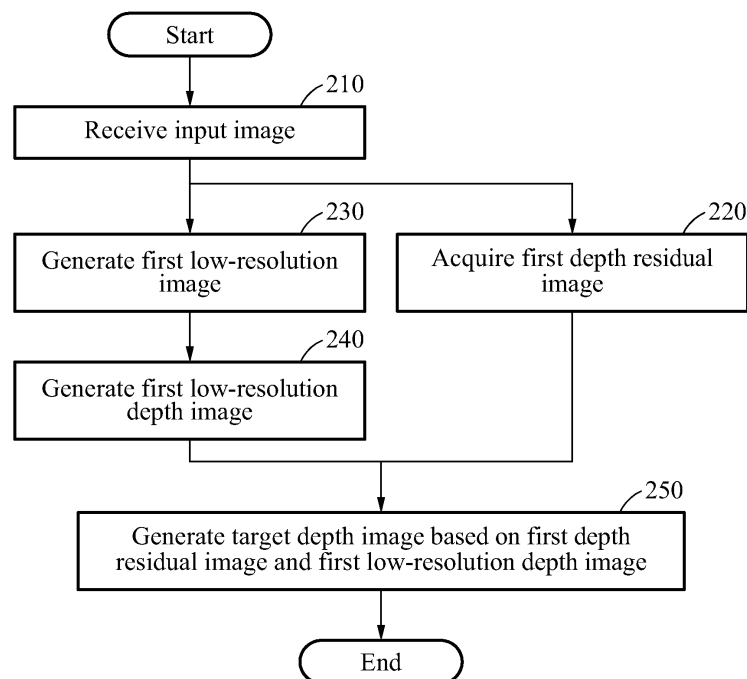 Start
210
Receive input image
230
Generate first low-resolution
image
220
Acquire first depth residual
image
240
Generate first low-resolution
depth image
250
Generate target depth image based on first depth
residual image and first low-resolution depth image
End